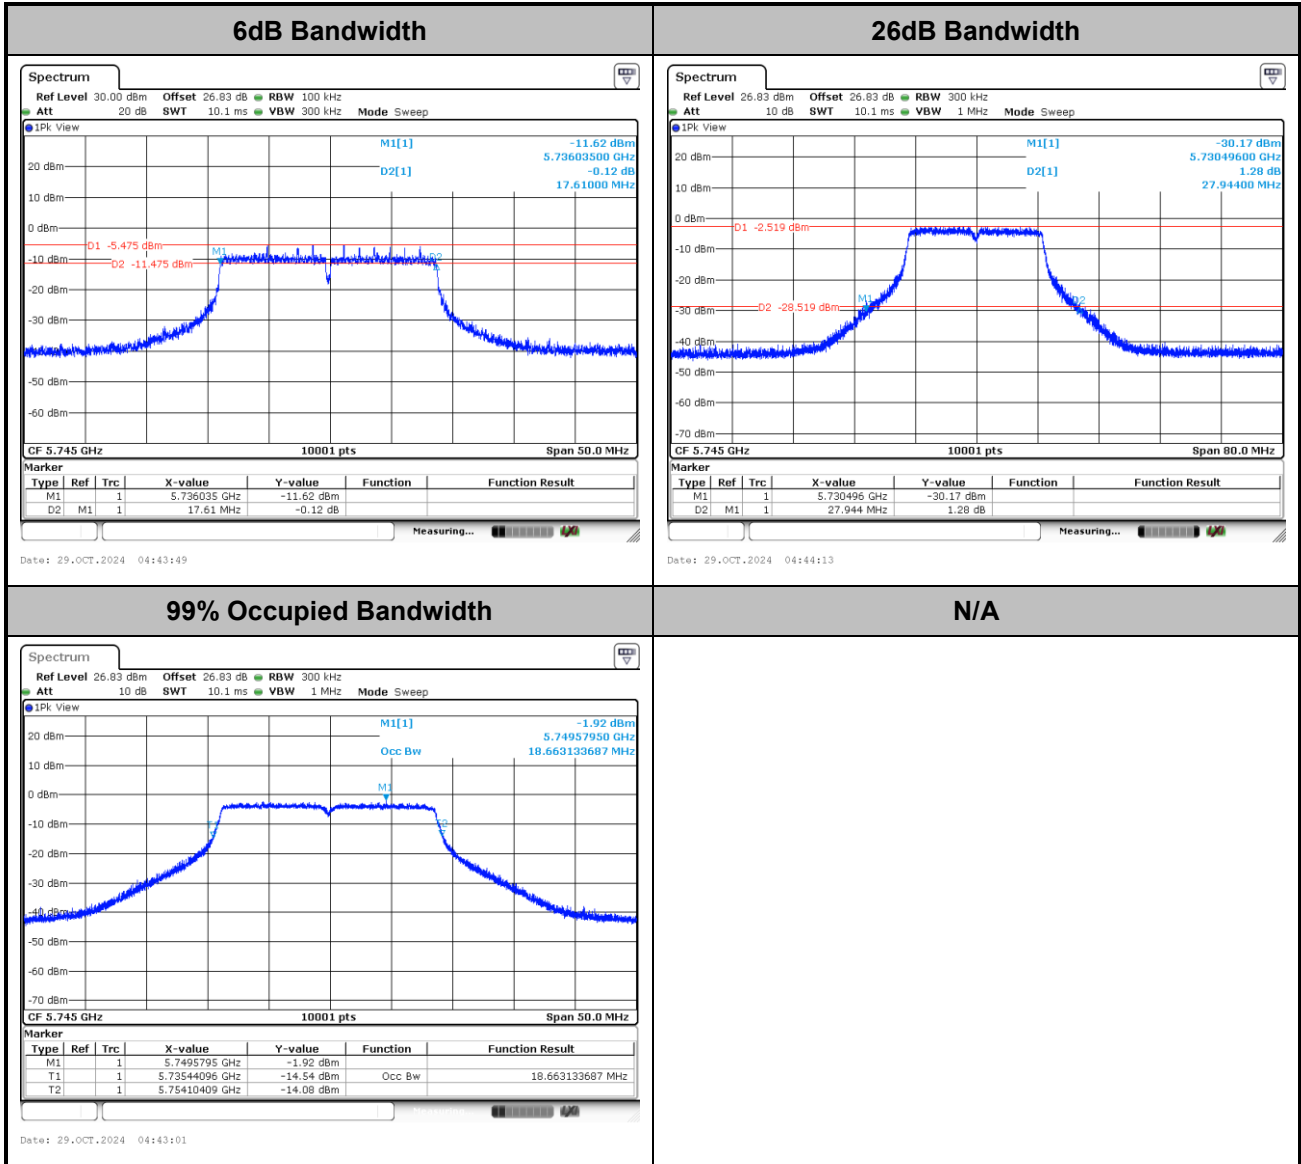 6dB Bandwidth
26dB Bandwidth
Spectrum
Ref Level 30.00 dBm Offset 26.83 dB RBW 100 kHz
Att 20 dB SWT 10.1 ms VBW 300 kHz Mode Sweep
1Pk View
M1[1] -11.62 dBm
5.73603500 GHz
D2[1] -0.12 dB
17.61000 MHz
20 dBm
10 dBm
0 dBm
D1 -5.475 dBm
M1
D2
-10 dBm
D2 -11.475 dBm
-20 dBm
-30 dBm
-40 dBm
-50 dBm
-60 dBm
CF 5.745 GHz 10001 pts Span 50.0 MHz
Marker
Type Ref Trc X-value Y-value Function Function Result
M1 1 5.736035 GHz -11.62 dBm
D2 M1 1 17.61 MHz -0.12 dB
Measuring...
Date: 29.OCT.2024 04:43:49
Spectrum
Ref Level 26.83 dBm Offset 26.83 dB RBW 300 kHz
Att 10 dB SWT 10.1 ms VBW 1 MHz Mode Sweep
1Pk View
M1[1] -30.17 dBm
5.73049600 GHz
D2[1] 1.28 dB
27.94400 MHz
20 dBm
10 dBm
0 dBm
D1 -2.519 dBm
-10 dBm
-20 dBm
M1
D2
D2 -28.519 dBm
-30 dBm
-40 dBm
-50 dBm
-60 dBm
-70 dBm
CF 5.745 GHz 10001 pts Span 80.0 MHz
Marker
Type Ref Trc X-value Y-value Function Function Result
M1 1 5.730496 GHz -30.17 dBm
D2 M1 1 27.944 MHz 1.28 dB
Measuring...
Date: 29.OCT.2024 04:44:13
99% Occupied Bandwidth
N/A
Spectrum
Ref Level 26.83 dBm Offset 26.83 dB RBW 300 kHz
Att 10 dB SWT 10.1 ms VBW 1 MHz Mode Sweep
1Pk View
M1[1] -1.92 dBm
5.74957950 GHz
Occ Bw 18.663133687 MHz
20 dBm
10 dBm
M1
0 dBm
-10 dBm
-20 dBm
-30 dBm
-40 dBm
-50 dBm
-60 dBm
-70 dBm
CF 5.745 GHz 10001 pts Span 50.0 MHz
Marker
Type Ref Trc X-value Y-value Function Function Result
M1 1 5.7495795 GHz -1.92 dBm
T1 1 5.73544096 GHz -14.54 dBm Occ Bw 18.663133687 MHz
T2 1 5.75410409 GHz -14.08 dBm
Date: 29.OCT.2024 04:43:01